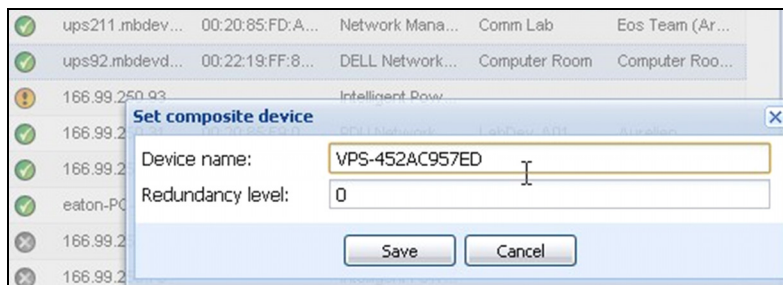 ups211.mbdev... 00:20:85:FD:A... Network Mana... Comm Lab Eos Team (Ar...
ups92.mbdevd... 00:22:19:FF:8... DELL Network... Computer Room Computer Roo...
166.99.250.93 Intelligent Pow...
Set composite device
166.99.2
Device name: VPS-452AC957ED
166.99.2
Redundancy level: 0
eaton-PC
166.99.2
Save Cancel
166.99.2